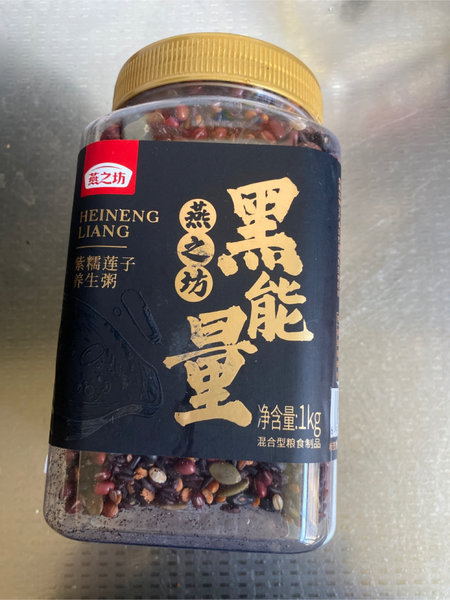 燕之坊
HEINENG
LIANG
紫糯莲子
养生粥
燕之坊
黑能量
净含量:1kg
混合型粮食制品